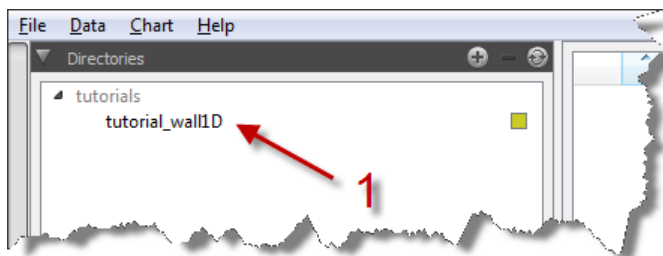 File Data Chart Help
Directories
tutorials
tutorial_wall1D
1